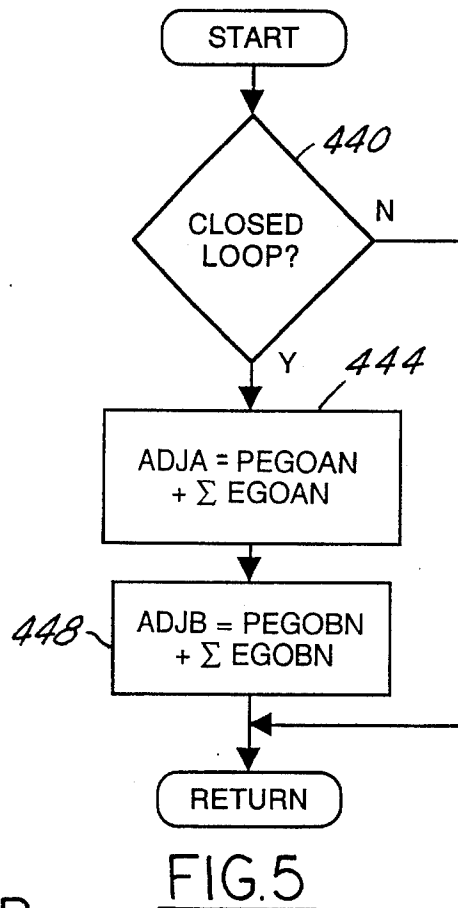 START
440
CLOSED
LOOP?
N
Y
444
ADJA = PEGOAN
+ Σ EGOAN
448
ADJB = PEGOBN
+ Σ EGOBN
RETURN
FIG.5